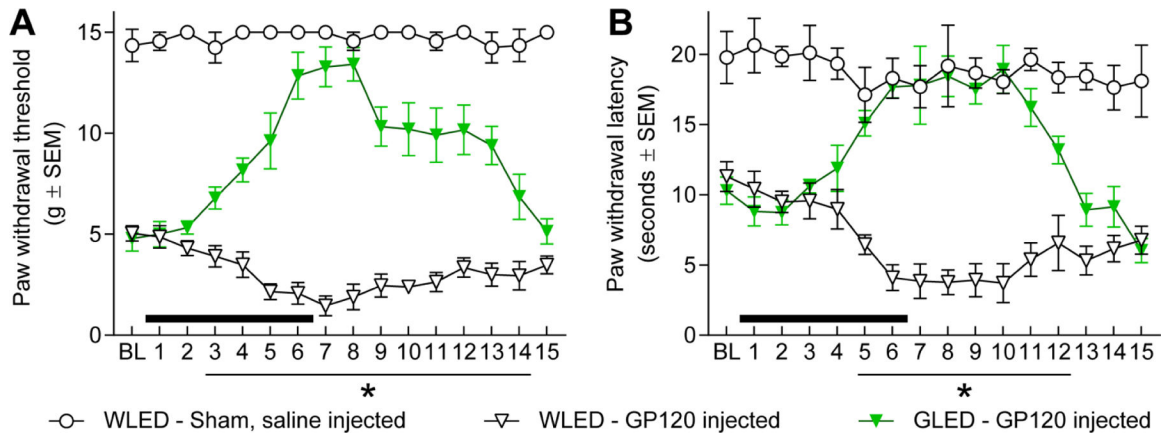 A
Paw withdrawal threshold
(g ± SEM)
15
10
5
0
BL 1 2 3 4 5 6 7 8 9 10 11 12 13 14 15
*
B
Paw withdrawal latency
(seconds ± SEM)
20
15
10
5
0
BL 1 2 3 4 5 6 7 8 9 10 11 12 13 14 15
*
WLED - Sham, saline injected
WLED - GP120 injected
GLED - GP120 injected